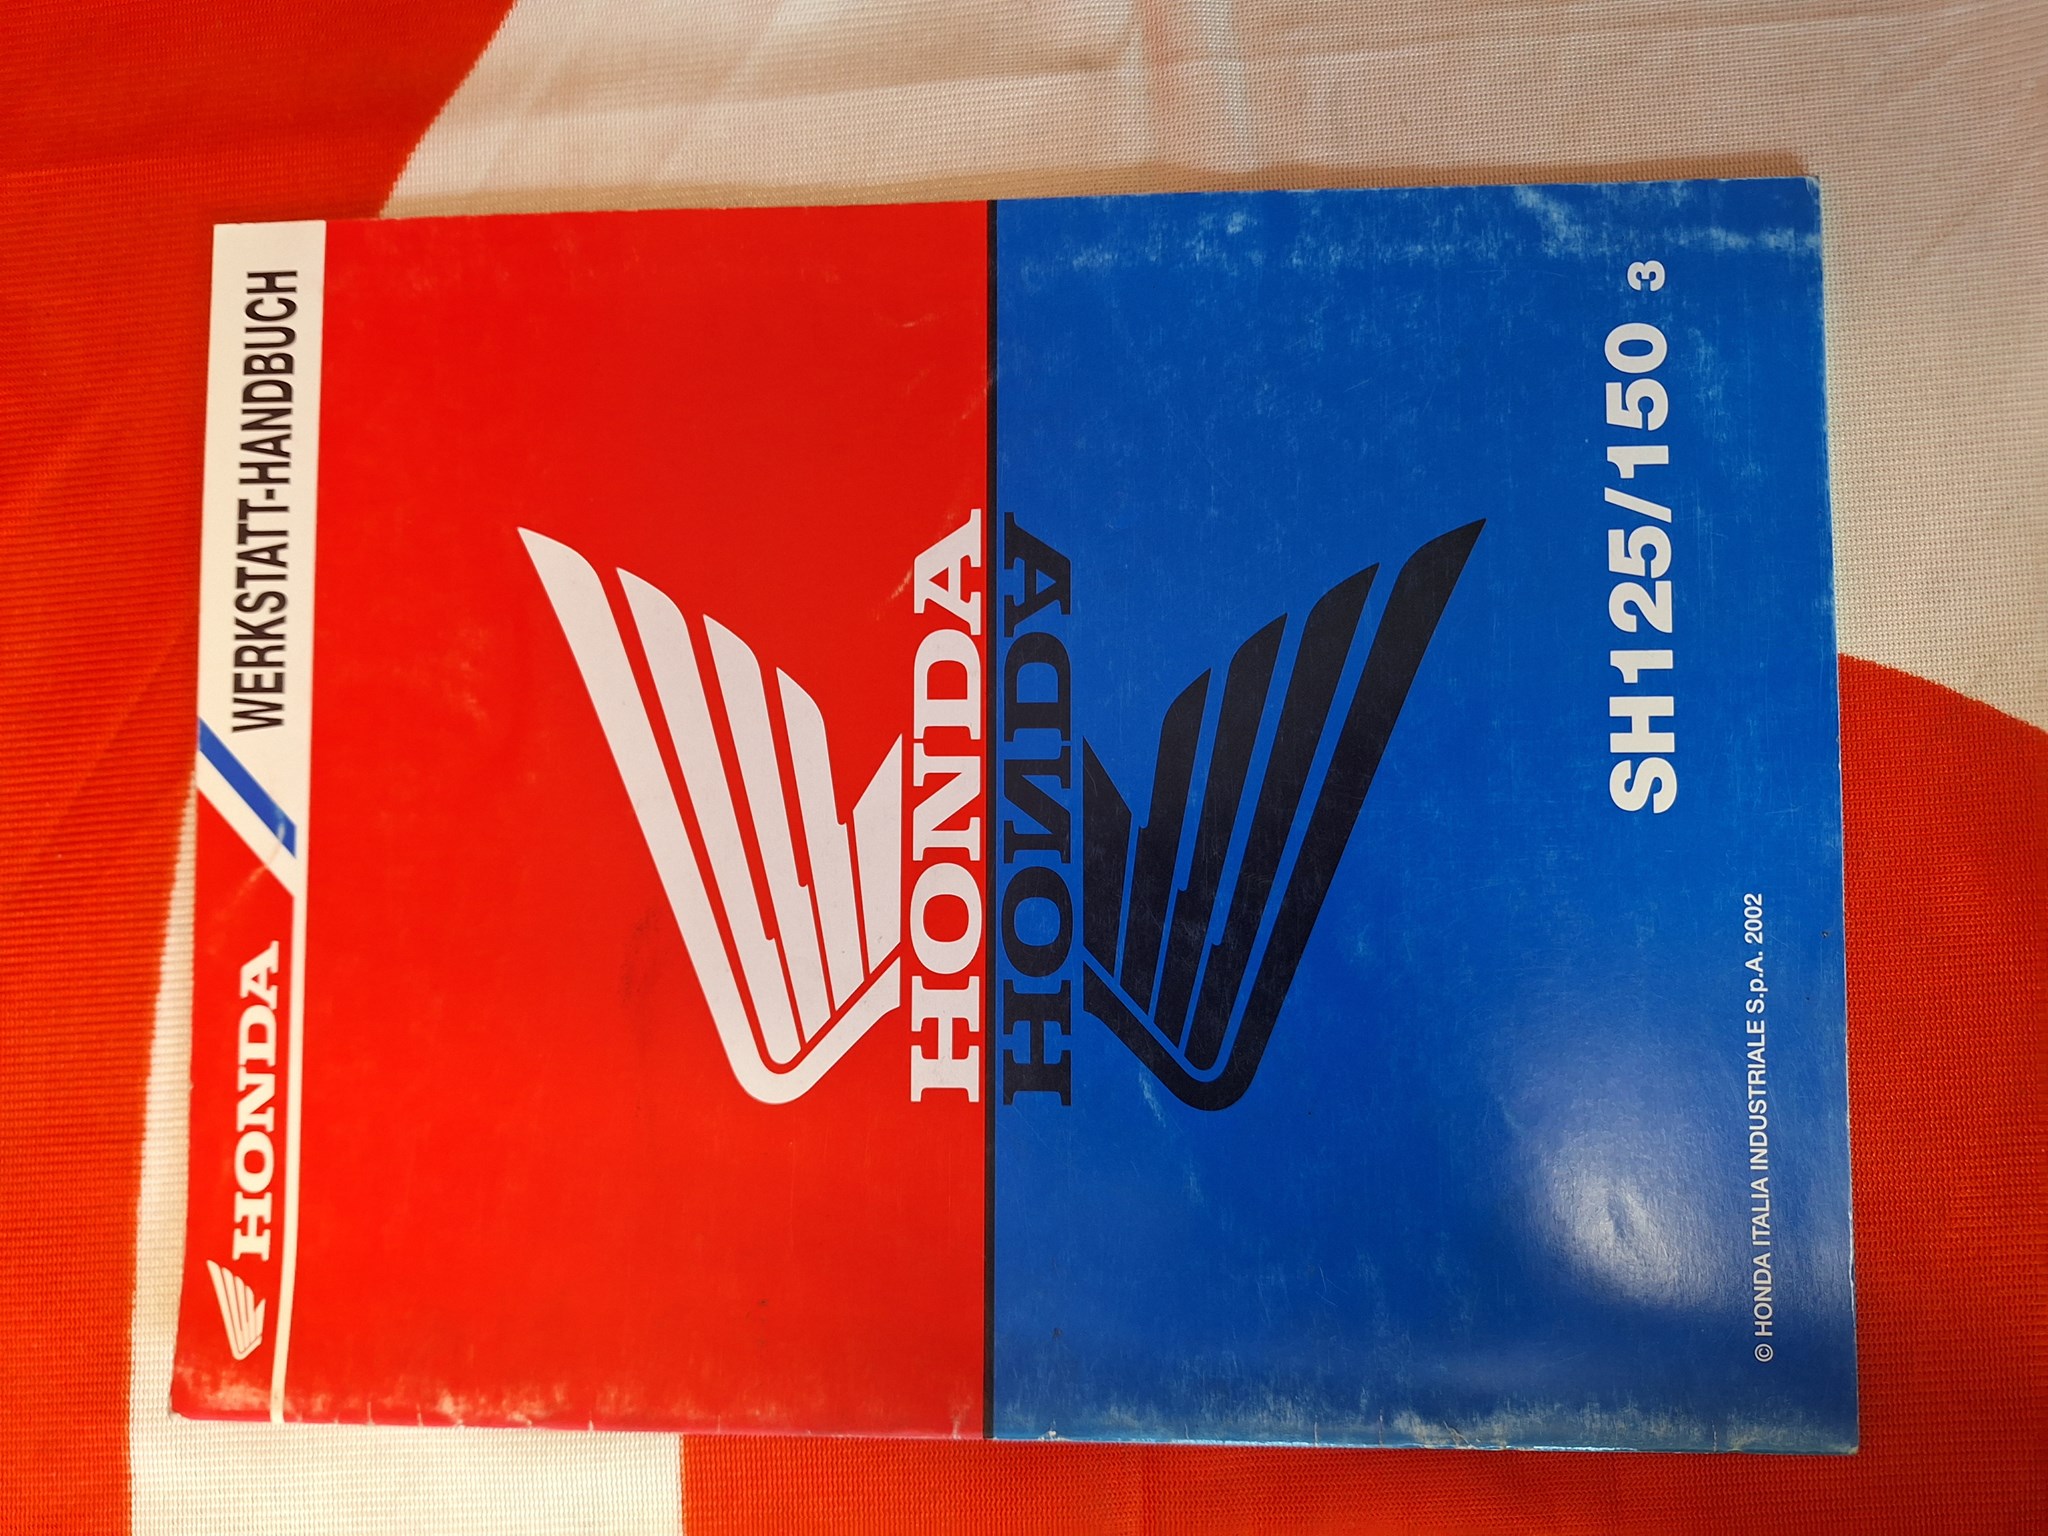 HONDA WERKSTATT-HANDBUCH
HONDA
HONDA
SH125/150 3
© HONDA ITALIA INDUSTRIALE S.p.A. 2002